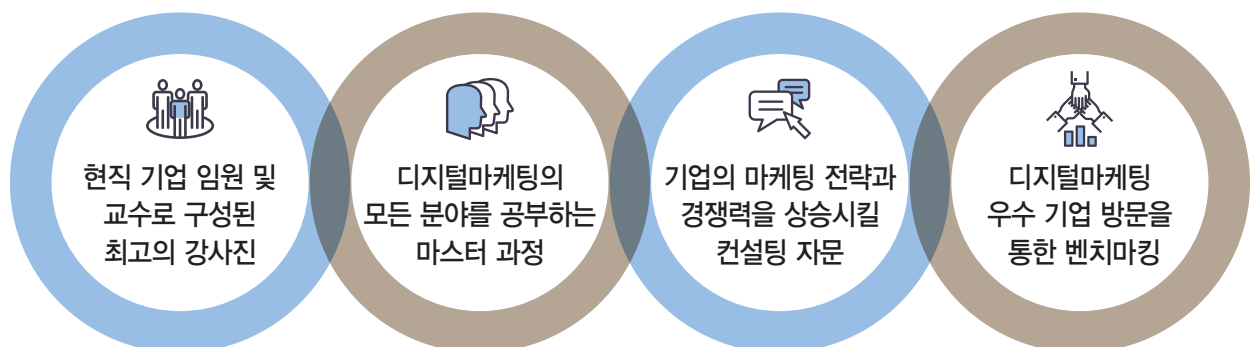 현직 기업 임원 및
교수로 구성된
최고의 강사진
디지털마케팅의
모든 분야를 공부하는
마스터 과정
기업의 마케팅 전략과
경쟁력을 상승시킬
컨설팅 자문
디지털마케팅
우수 기업 방문을
통한 벤치마킹